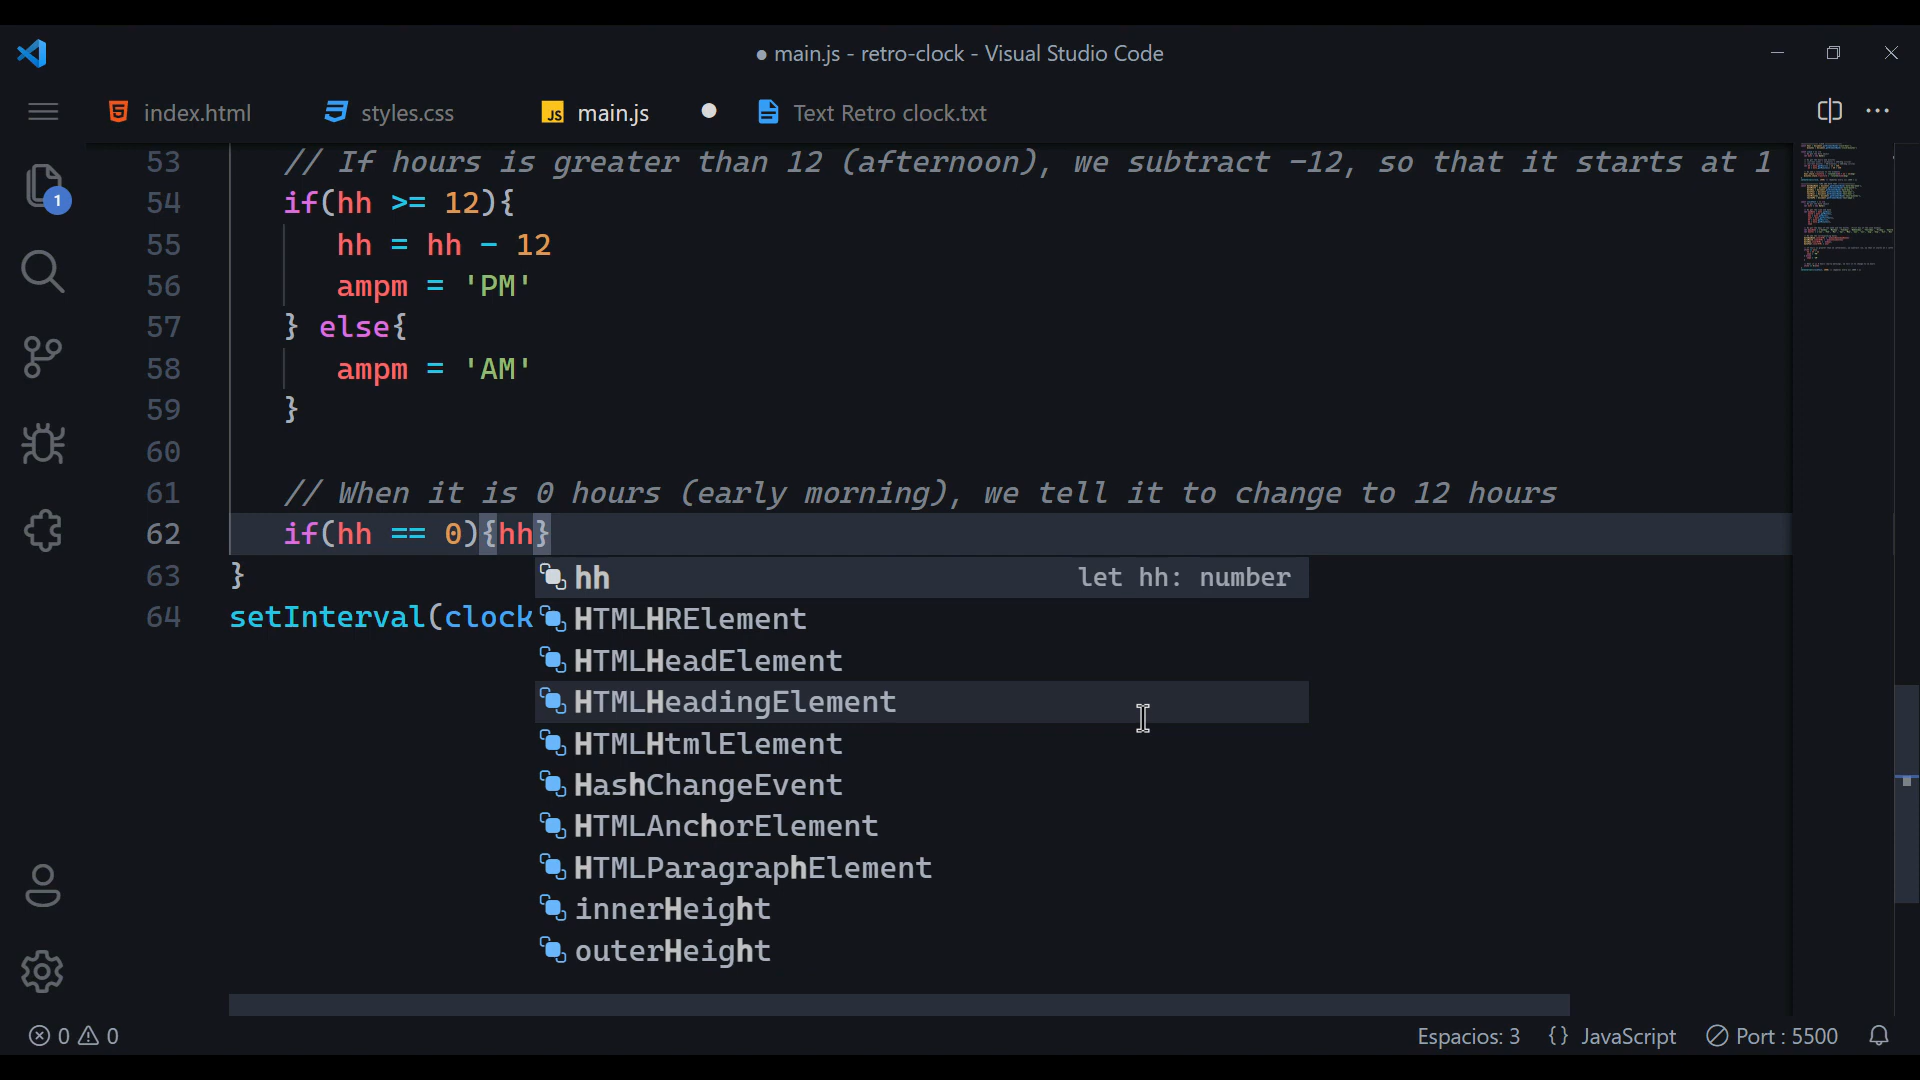 ● main.js - retro-clock - Visual Studio Code
index.html
styles.css
JS main.js
Text Retro clock.txt
53 // If hours is greater than 12 (afternoon), we subtract -12, so that it starts at 1
54 if(hh >= 12){
55 hh = hh - 12
56 ampm = 'PM'
57 } else{
58 ampm = 'AM'
59 }
60
61 // When it is 0 hours (early morning), we tell it to change to 12 hours
62 if(hh == 0){hh}
63 }
64 setInterval(clock
hh let hh: number
HTMLHRElement
HTMLHeadElement
HTMLHeadingElement
HTMLHtmlElement
HashChangeEvent
HTMLAnchorElement
HTMLParagraphElement
innerHeight
outerHeight
1
0 0
Espacios: 3 {} JavaScript Port : 5500